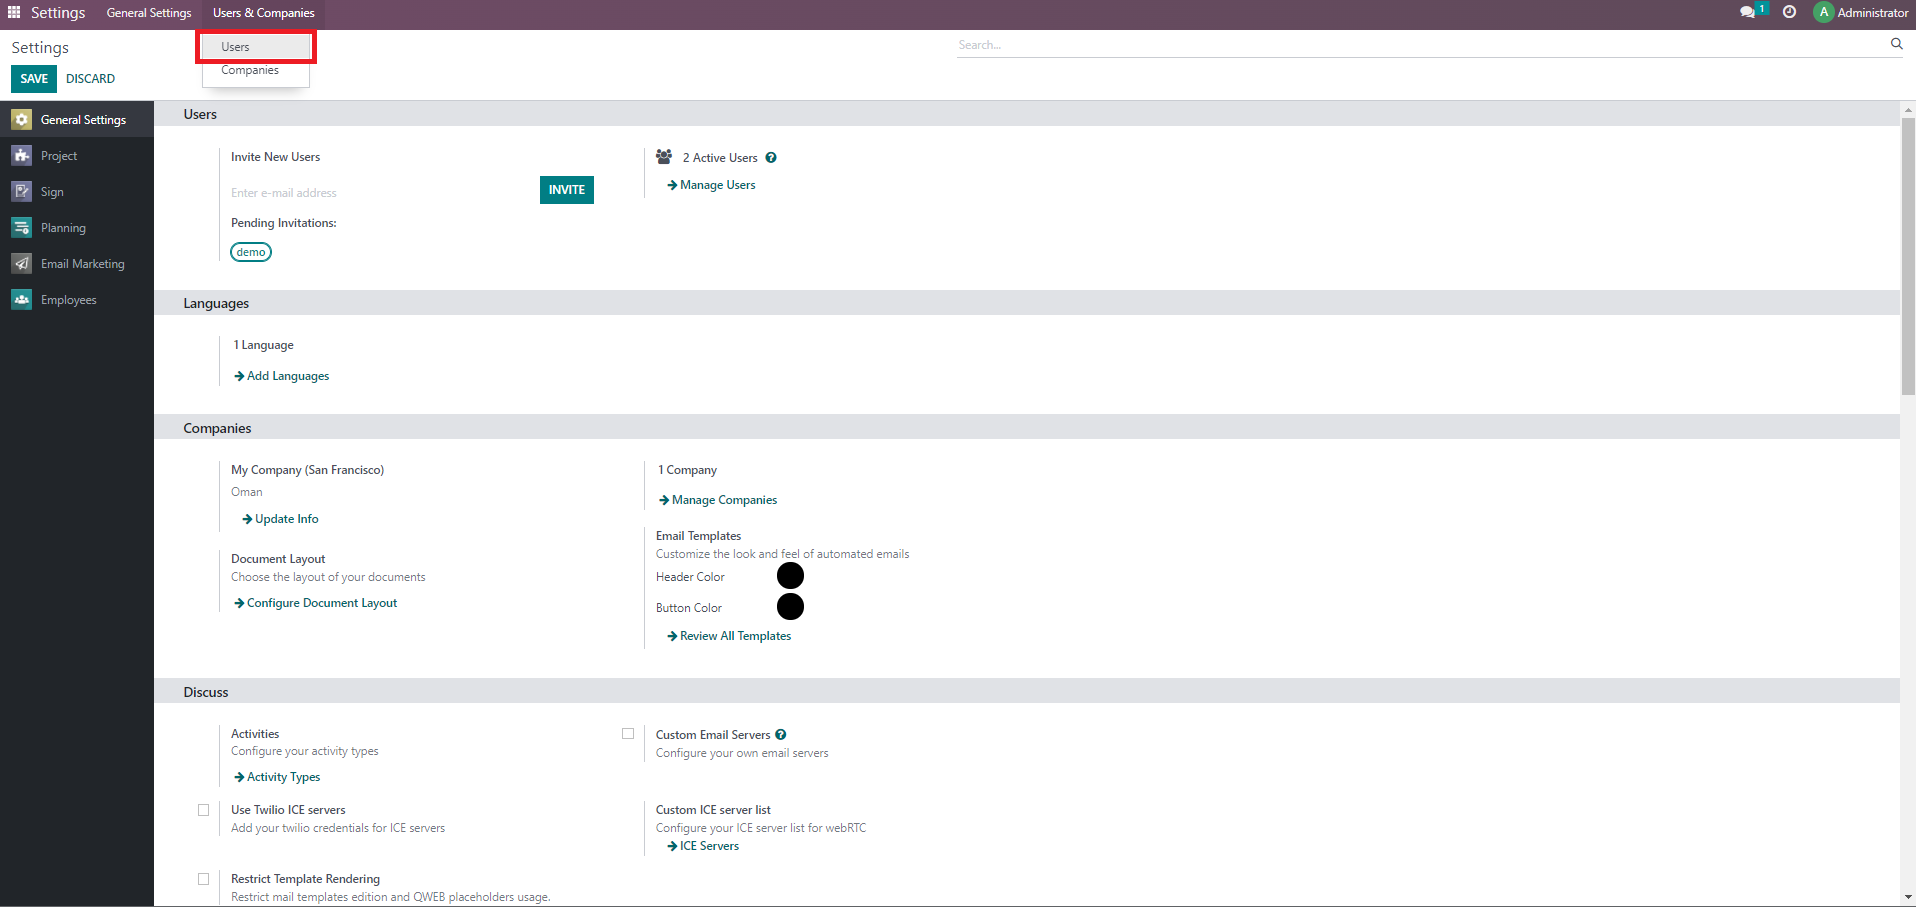 Settings
General Settings
Users & Companies
1
A Administrator
Settings
Users
Companies
Search...
SAVE
DISCARD
General Settings
Project
Sign
Planning
Email Marketing
Employees
Users
Invite New Users
Enter e-mail address
INVITE
Pending Invitations:
demo
2 Active Users ?
Manage Users
Languages
1 Language
Add Languages
Companies
My Company (San Francisco)
Oman
Update Info
1 Company
Manage Companies
Document Layout
Choose the layout of your documents
Configure Document Layout
Email Templates
Customize the look and feel of automated emails
Header Color
Button Color
Review All Templates
Discuss
Activities
Configure your activity types
Activity Types
Custom Email Servers ?
Configure your own email servers
Use Twilio ICE servers
Add your twilio credentials for ICE servers
Custom ICE server list
Configure your ICE server list for webRTC
ICE Servers
Restrict Template Rendering
Restrict mail templates edition and QWEB placeholders usage.